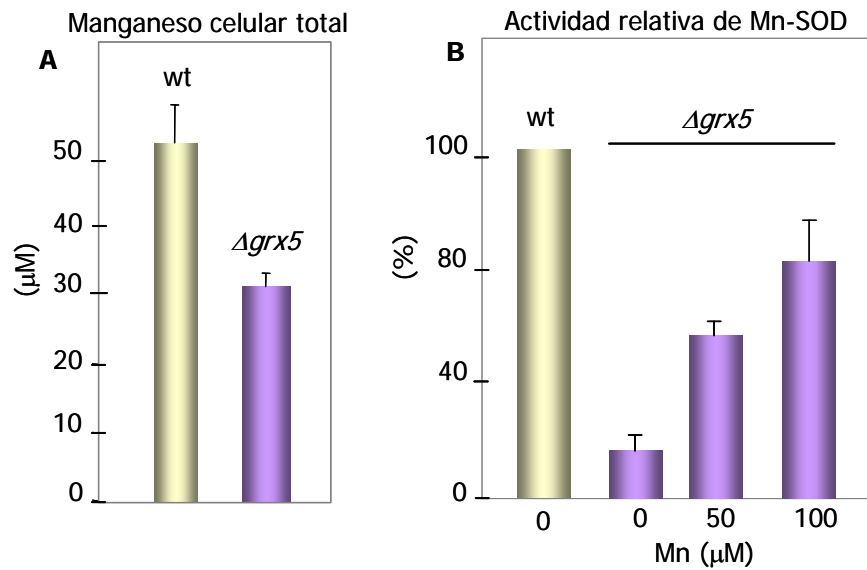 Manganeso celular total
A
wt
Δgrx5
50
40
30
20
10
0
(μM)
Actividad relativa de Mn-SOD
B
wt
Δgrx5
100
80
40
0
(%)
0 0 50 100
Mn (μM)